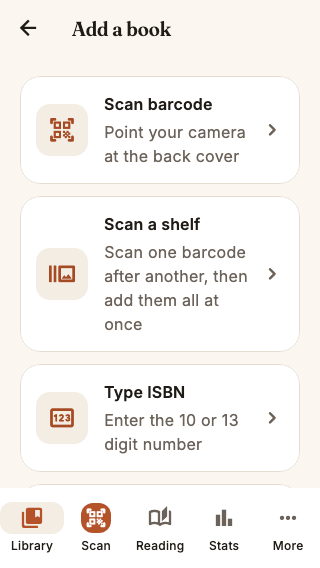 Add a book
Scan barcode
Point your camera
at the back cover
Scan a shelf
Scan one barcode
after another, then
add them all at
once
Type ISBN
123
Enter the 10 or 13
digit number
Library
Scan
Reading
Stats
More